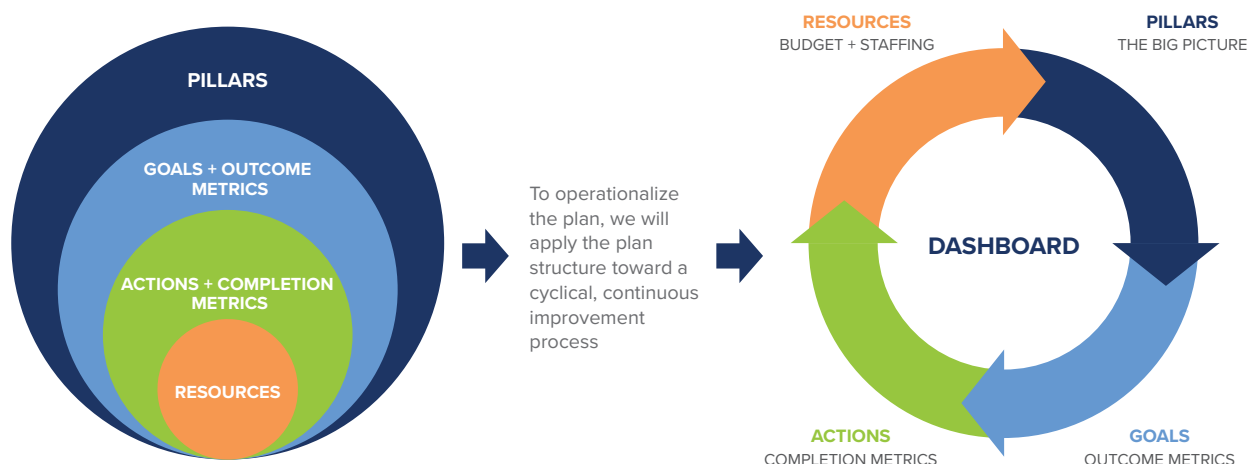 PILLARS
GOALS + OUTCOME
METRICS
ACTIONS + COMPLETION
METRICS
RESOURCES
To operationalize
the plan, we will
apply the plan
structure toward a
cyclical, continuous
improvement
process
RESOURCES
BUDGET + STAFFING
PILLARS
THE BIG PICTURE
DASHBOARD
ACTIONS
COMPLETION METRICS
GOALS
OUTCOME METRICS